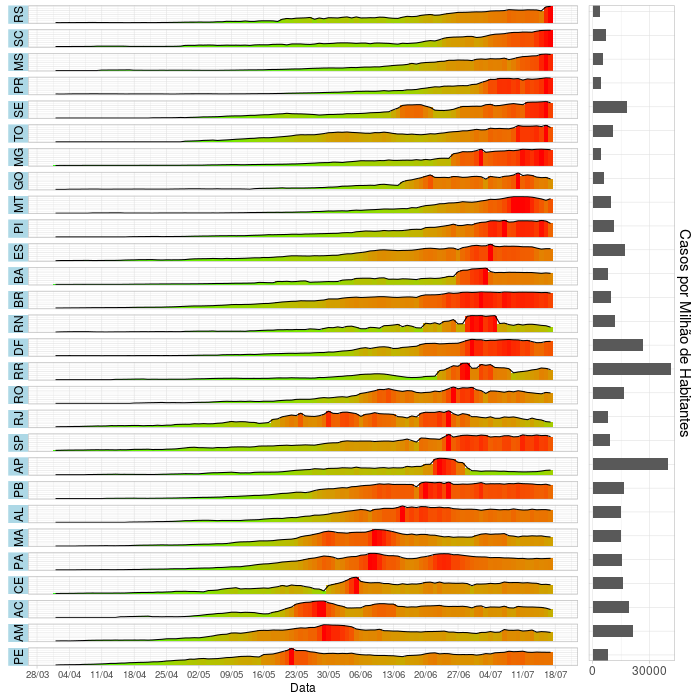 RS
SC
MS
PR
SE
TO
MG
GO
MT
PI
ES
BA
BR
RN
DF
RR
RO
RJ
SP
AP
PB
AL
MA
PA
CE
AC
AM
PE
28/03 04/04 11/04 18/04 25/04 02/05 09/05 16/05 23/05 30/05 06/06 13/06 20/06 27/06 04/07 11/07 18/07
Data
0 30000
Casos por Milhão de Habitantes